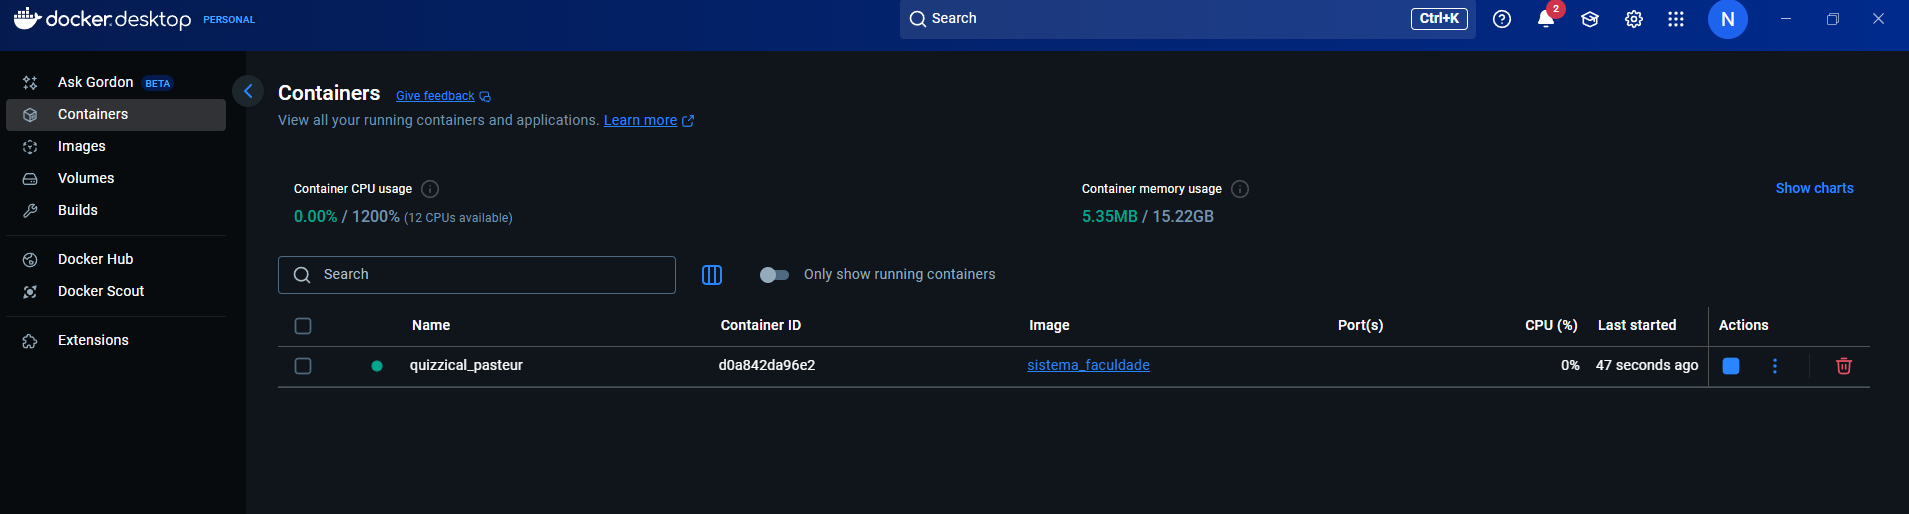 docker.desktop PERSONAL Search Ctrl+K 2 N
Ask Gordon BETA
Containers
Images
Volumes
Builds
Docker Hub
Docker Scout
Extensions
Containers Give feedback
View all your running containers and applications. Learn more
Container CPU usage
0.00% / 1200% (12 CPUs available)
Container memory usage
5.35MB / 15.22GB
Show charts
Search Only show running containers
Name Container ID Image Port(s) CPU (%) Last started Actions
quizzical_pasteur d0a842da96e2 sistema_faculdade 0% 47 seconds ago